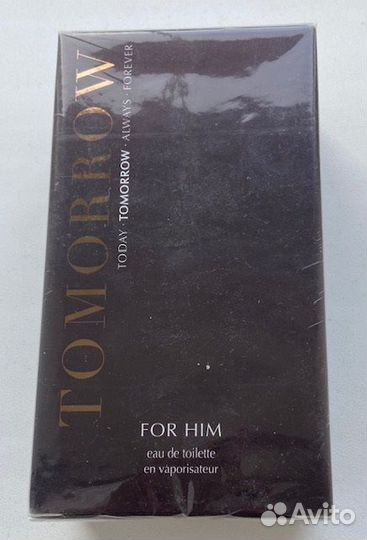 TOMORROW
TODAY · TOMORROW · ALWAYS · FOREVER
FOR HIM
eau de toilette
en vaporisateur
Avito